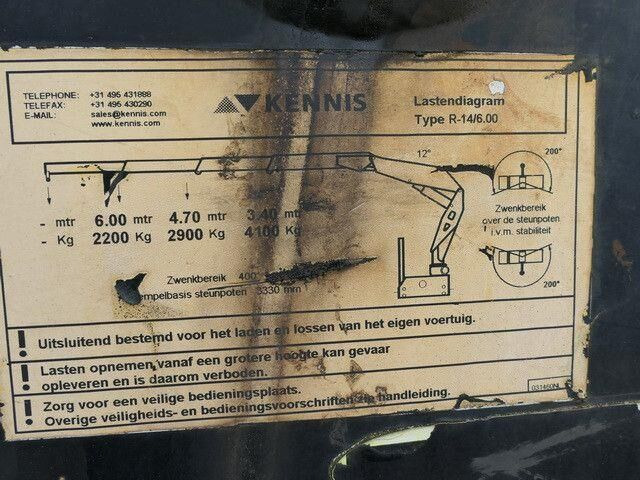 TELEPHONE: +31 495 431888
TELEFAX: +31 495 430290
E-MAIL: sales@kennis.com
www.kennis.com
KENNIS
Lastendiagram
Type R-14/6.00
12°
200°
- mtr 6.00 mtr 4.70 mtr 3.40 mtr
- Kg 2200 Kg 2900 Kg 4100 Kg
Zwenkbereik
over de steunpoten
i.v.m. stabiliteit
200°
Zwenkbereik 400°
empelbasis steunpoten 3330 mm
! Uitsluitend bestemd voor het laden en lossen van het eigen voertuig.
! Lasten opnemen vanaf een grotere hoogte kan gevaar
opleveren en is daarom verboden.
! Zorg voor een veilige bedieningsplaats.
Overige veiligheids- en bedieningsvoorschriften zie handleiding.
031460NL